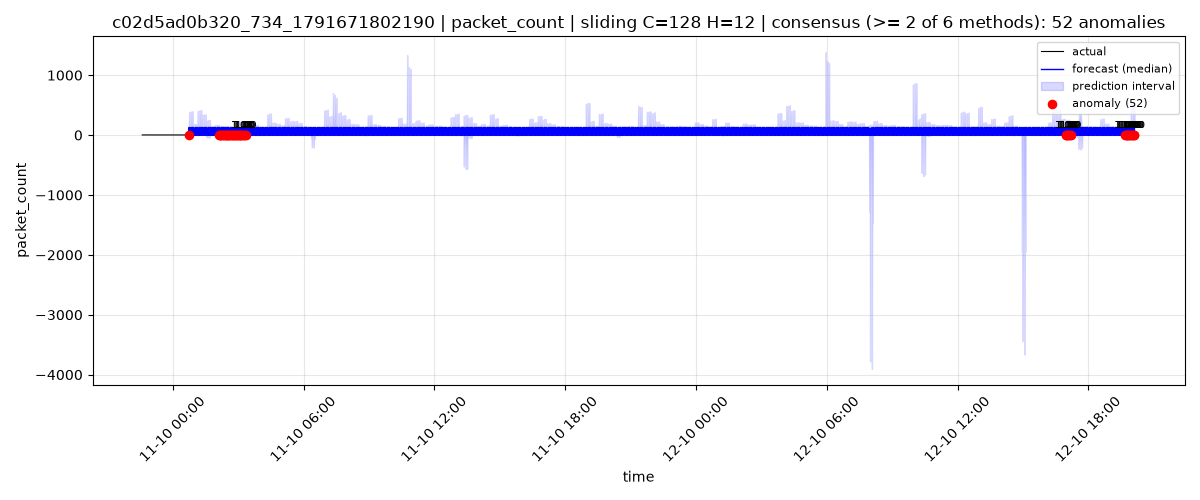 c02d5ad0b320_734_1791671802190 | packet_count | sliding C=128 H=12 | consensus (>= 2 of 6 methods): 52 anomalies
actual
forecast (median)
prediction interval
anomaly (52)
1000
0
−1000
−2000
−3000
−4000
packet_count
11-10 00:00
11-10 06:00
11-10 12:00
11-10 18:00
12-10 00:00
12-10 06:00
12-10 12:00
12-10 18:00
time